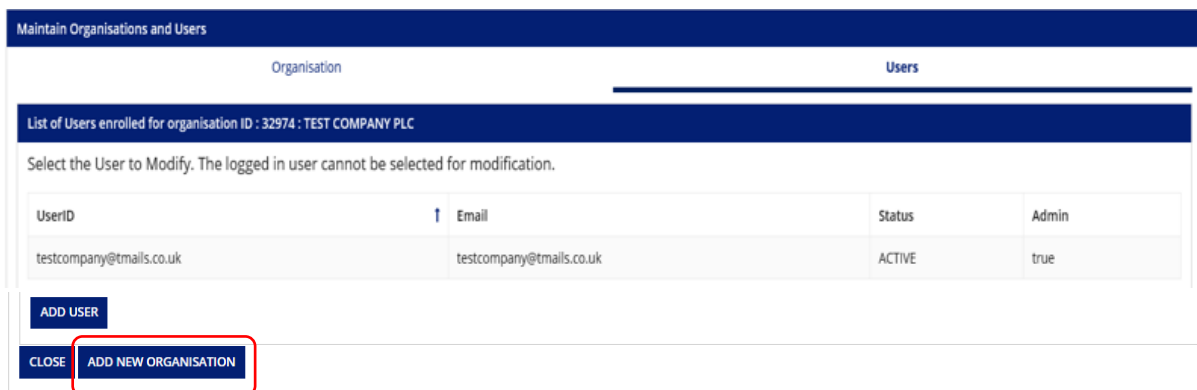 Maintain Organisations and Users
Organisation Users
List of Users enrolled for organisation ID : 32974 : TEST COMPANY PLC
Select the User to Modify. The logged in user cannot be selected for modification.
UserID ↑ Email Status Admin
testcompany@tmails.co.uk testcompany@tmails.co.uk ACTIVE true
ADD USER
CLOSE ADD NEW ORGANISATION